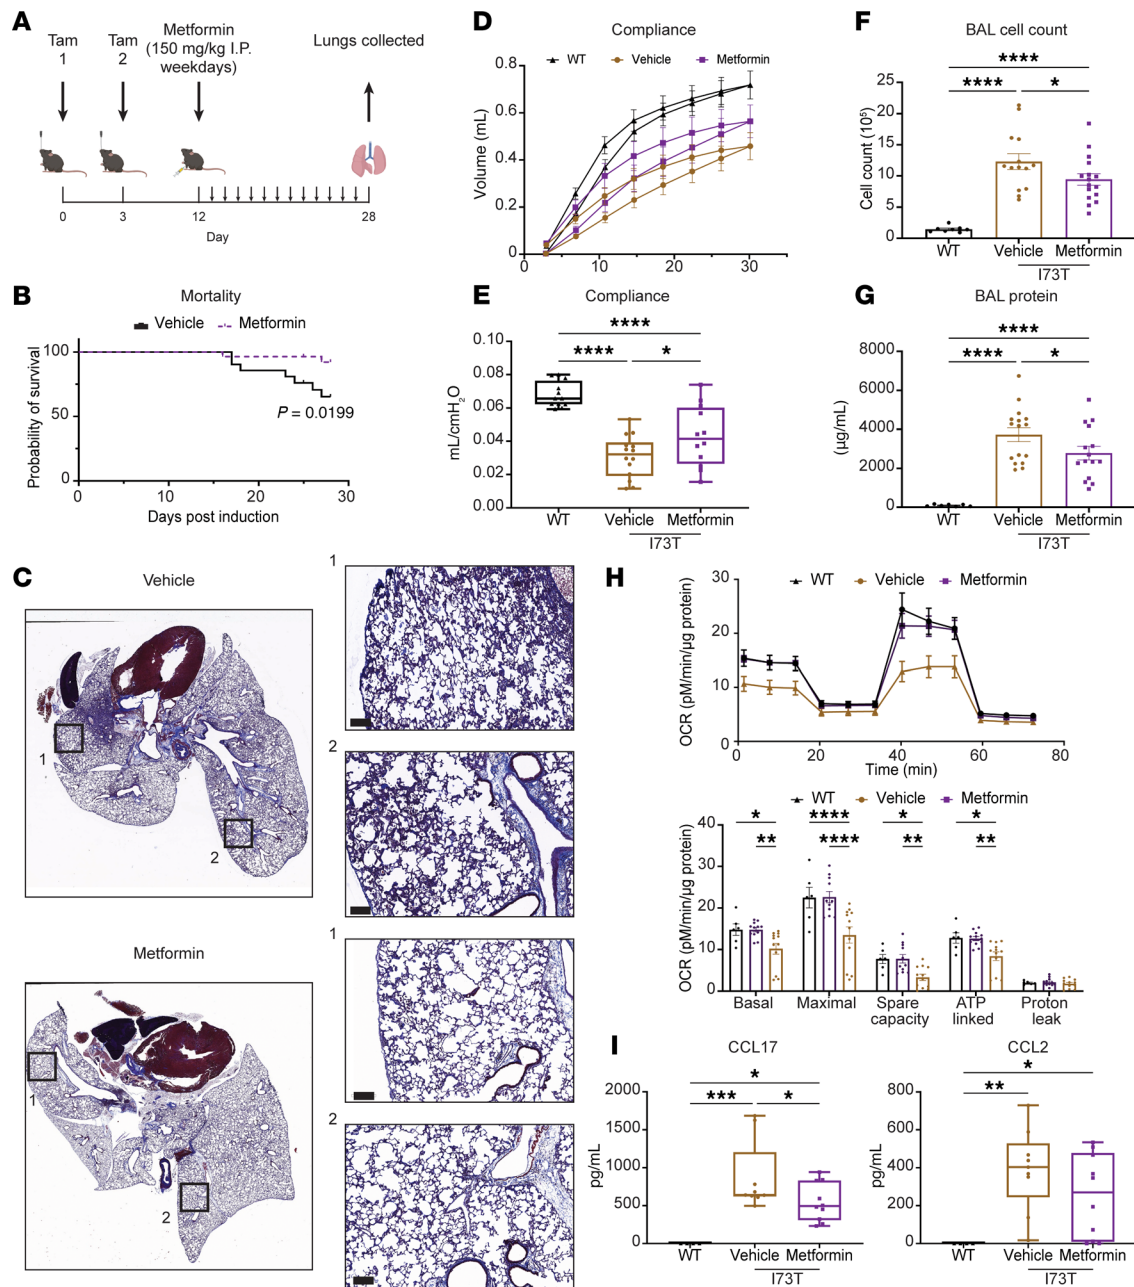 A
Tam
1
Tam
2
Metformin
(150 mg/kg I.P.
weekdays)
Lungs collected
0
3
12
28
Day
B
Mortality
Vehicle
Metformin
Probability of survival
100
50
0
P = 0.0199
0
10
20
30
Days post induction
C
Vehicle
1
2
1
2
Metformin
1
2
1
2
D
Compliance
WT
Vehicle
Metformin
Volume (mL)
0.8
0.6
0.4
0.2
0
0
10
20
30
E
Compliance
****
****
*
mL/cmH2O
0.10
0.08
0.06
0.04
0.02
0.00
WT
Vehicle
Metformin
I73T
F
BAL cell count
****
****
*
Cell count (10⁵)
25
20
15
10
5
0
WT
Vehicle
Metformin
I73T
G
BAL protein
****
****
*
(µg/mL)
8000
6000
4000
2000
0
WT
Vehicle
Metformin
I73T
H
WT
Vehicle
Metformin
OCR (pM/min/µg protein)
30
20
10
0
0
20
40
60
80
Time (min)
WT
Vehicle
Metformin
OCR (pM/min/µg protein)
40
30
20
10
0
* **** * *
** **** ** **
Basal
Maximal
Spare
capacity
ATP
linked
Proton
leak
I
CCL17
*
***
*
pg/mL
2000
1500
1000
500
0
WT
Vehicle
Metformin
I73T
CCL2
*
**
pg/mL
800
600
400
200
0
WT
Vehicle
Metformin
I73T